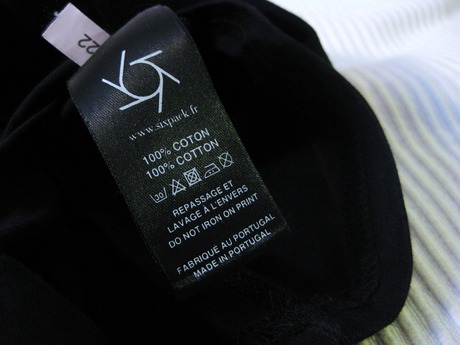 22
www.sixpack.fr
100% COTON
100% COTTON
30
REPASSAGE ET
LAVAGE A L'ENVERS
DO NOT IRON ON PRINT
FABRIQUE AU PORTUGAL
MADE IN PORTUGAL